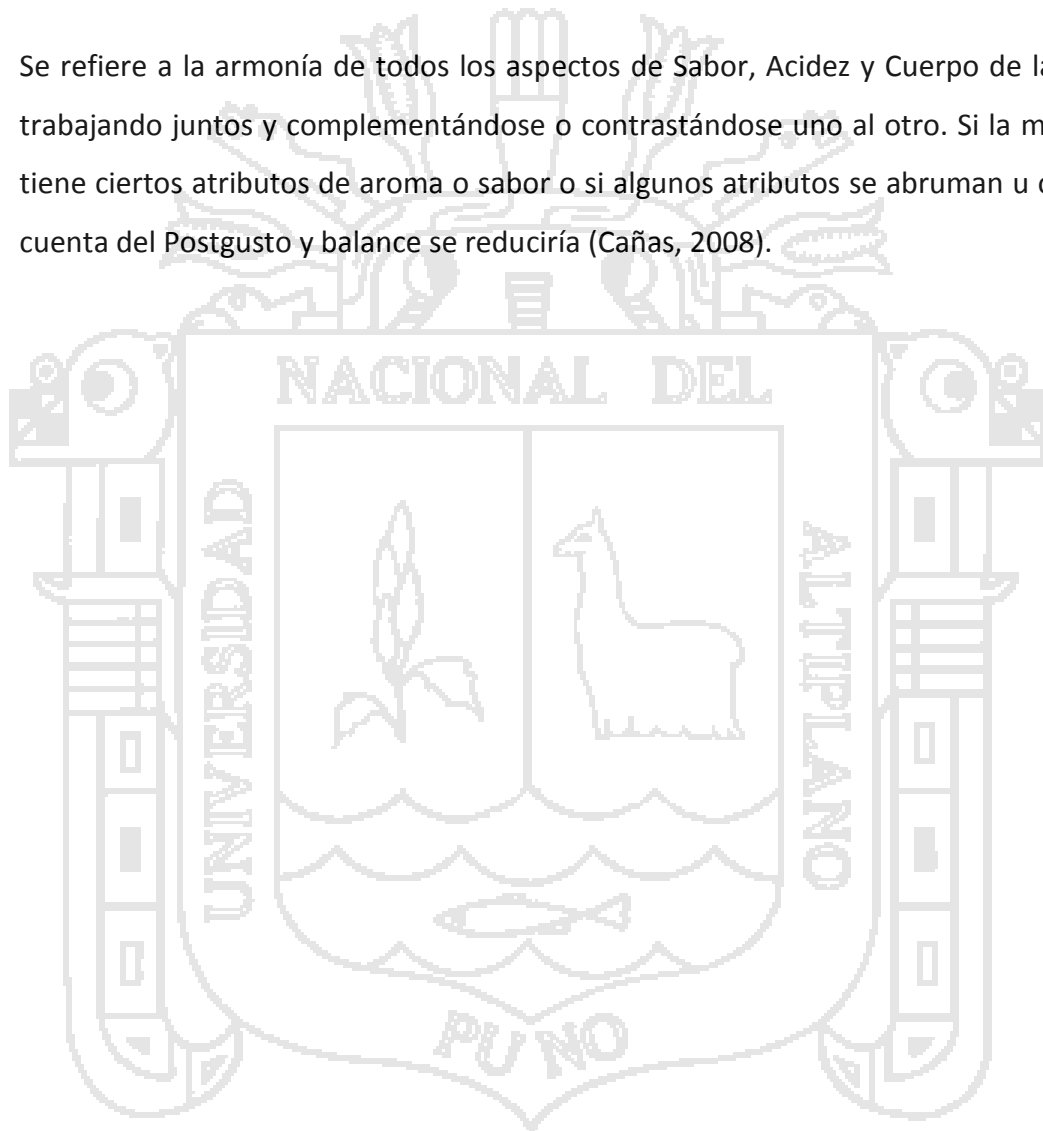 Se refiere a la armonía de todos los aspectos de Sabor, Acidez y Cuerpo de
trabajando juntos y complementándose o contrastándose uno al otro. Si la
tiene ciertos atributos de aroma o sabor o si algunos atributos se abruman u
cuenta del Postgusto y balance se reduciría (Cañas, 2008).
NACIONAL DEL
UNIVERSIDAD
ALTIPLANO
PUNO